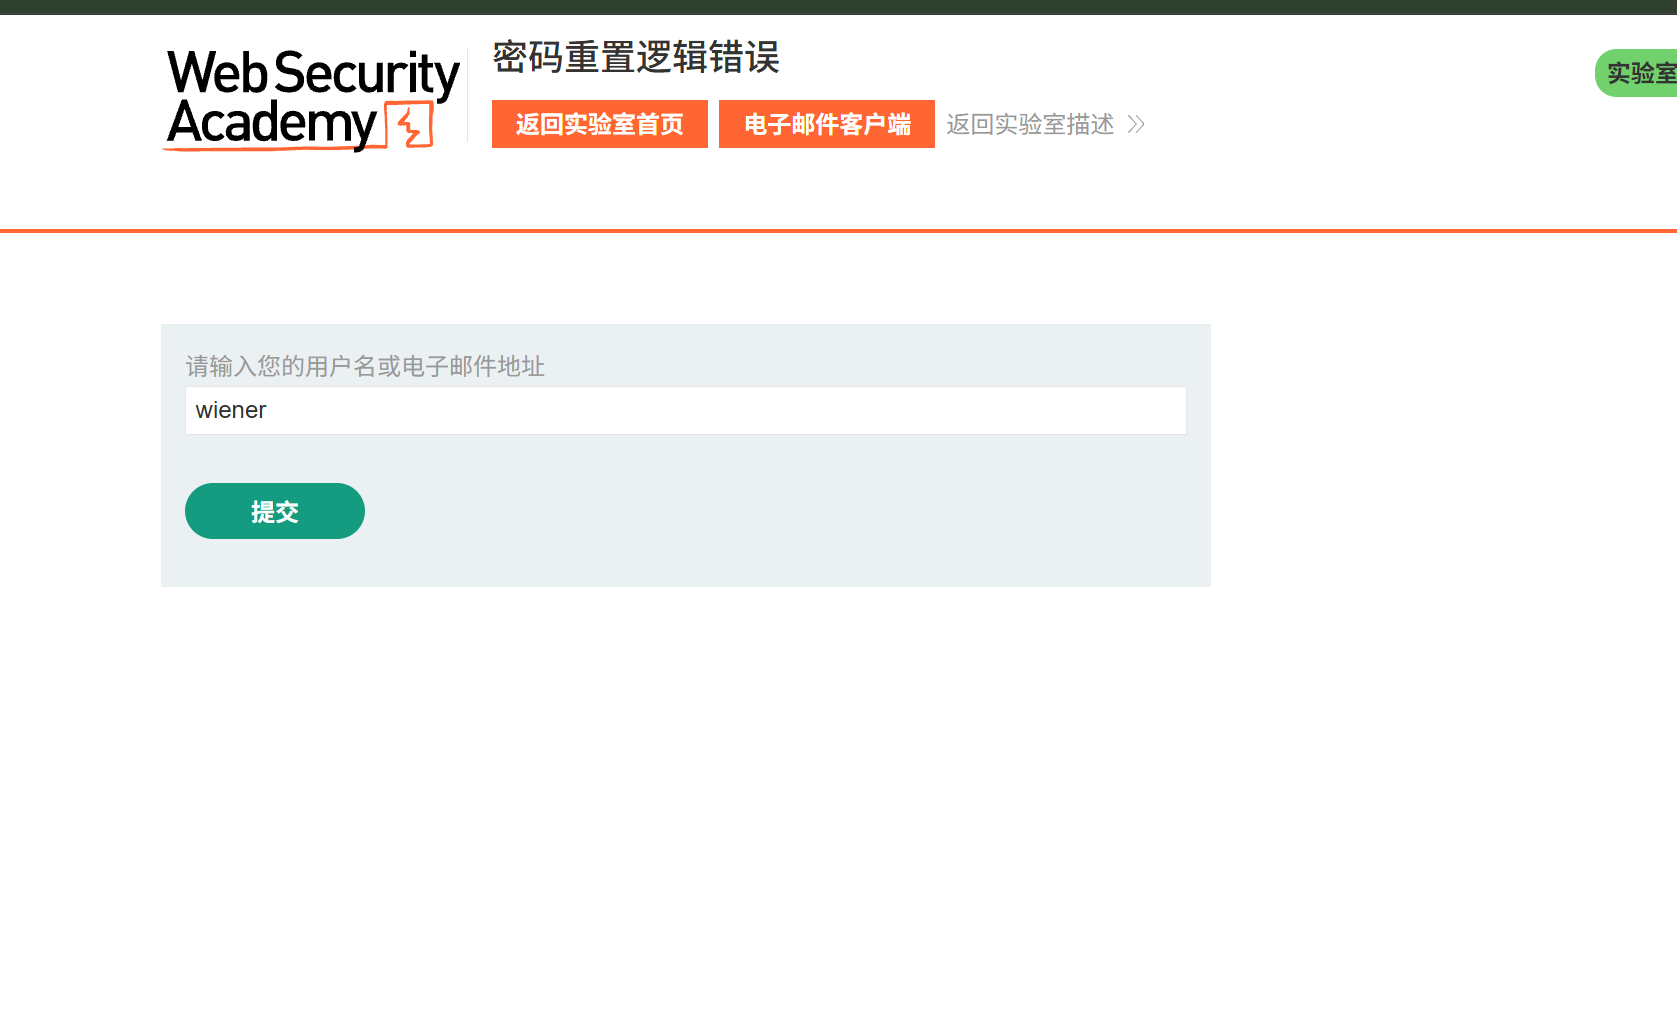 Web Security
Academy
密码重置逻辑错误
返回实验室首页
电子邮件客户端
返回实验室描述
实验室
请输入您的用户名或电子邮件地址
wiener
提交